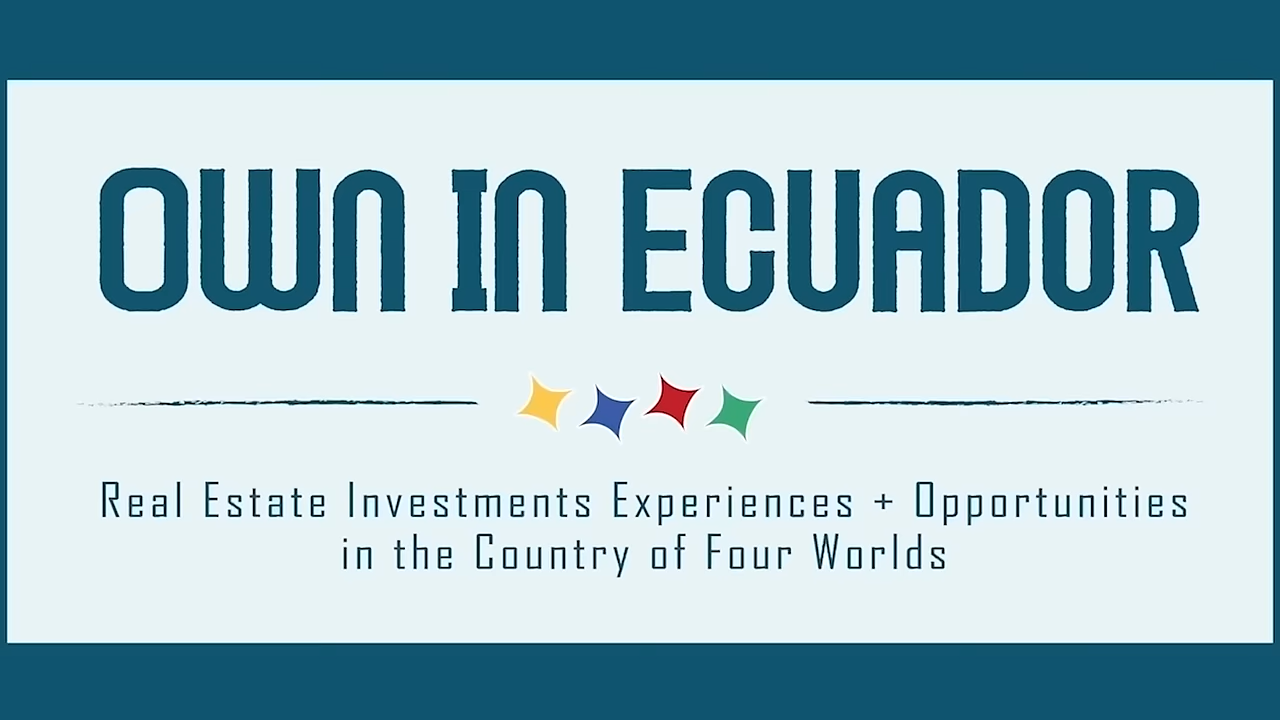 OWN IN ECUADOR
Real Estate Investments Experiences + Opportunities
in the Country of Four Worlds